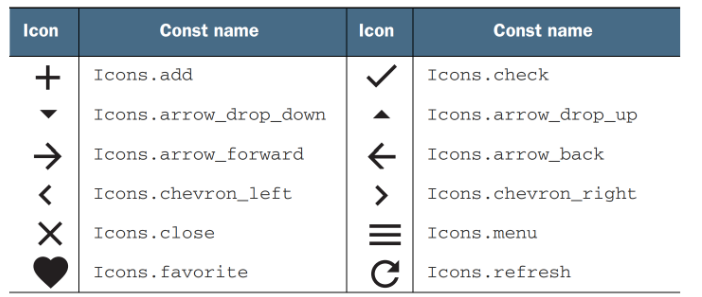 Icon Const name Icon Const name
Icons.add Icons.check
Icons.arrow_drop_down Icons.arrow_drop_up
Icons.arrow_forward Icons.arrow_back
Icons.chevron_left Icons.chevron_right
Icons.close Icons.menu
Icons.favorite Icons.refresh